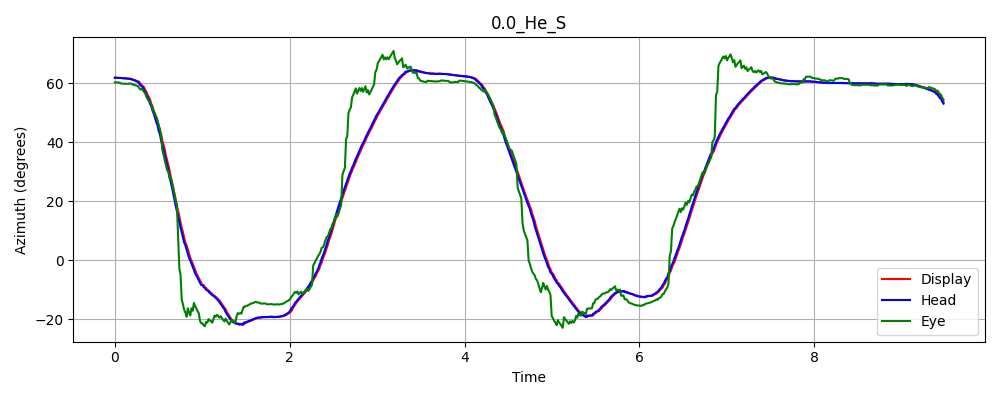 0.0_He_S
Azimuth (degrees)
60
40
20
0
−20
0 2 4 6 8
Time
Display
Head
Eye